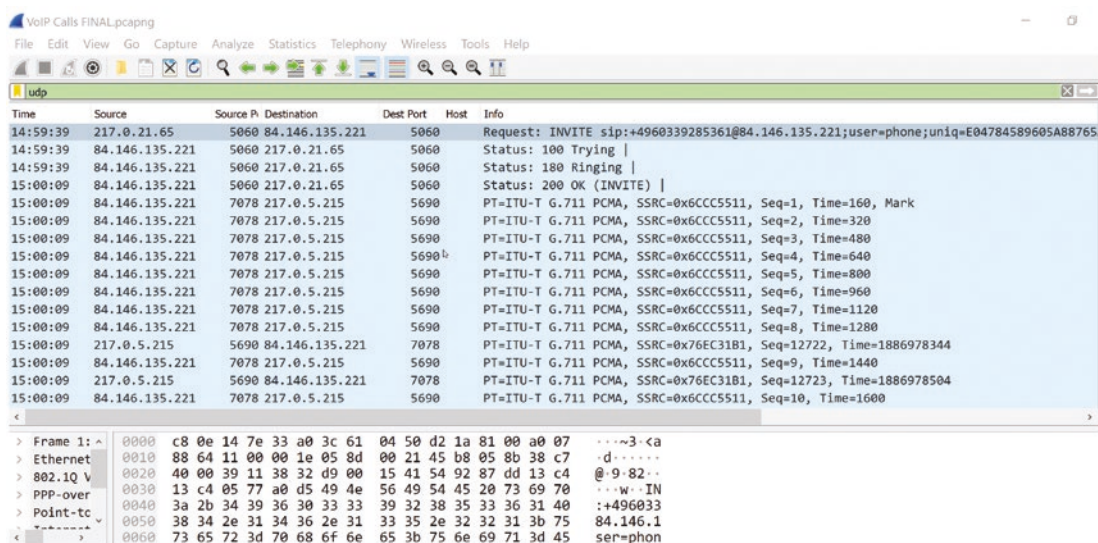 VoIP Calls FINAL.pcapng
File Edit View Go Capture Analyze Statistics Telephony Wireless Tools Help
udp
Time Source Source P Destination Dest Port Host Info
14:59:39 217.0.21.65 5060 84.146.135.221 5060 Request: INVITE sip:+4960339285361@84.146.135.221;user=phone;uniq=E04784589605A88765
14:59:39 84.146.135.221 5060 217.0.21.65 5060 Status: 100 Trying |
14:59:39 84.146.135.221 5060 217.0.21.65 5060 Status: 180 Ringing |
15:00:09 84.146.135.221 5060 217.0.21.65 5060 Status: 200 OK (INVITE) |
15:00:09 84.146.135.221 7078 217.0.5.215 5690 PT=ITU-T G.711 PCMA, SSRC=0x6CCC5511, Seq=1, Time=160, Mark
15:00:09 84.146.135.221 7078 217.0.5.215 5690 PT=ITU-T G.711 PCMA, SSRC=0x6CCC5511, Seq=2, Time=320
15:00:09 84.146.135.221 7078 217.0.5.215 5690 PT=ITU-T G.711 PCMA, SSRC=0x6CCC5511, Seq=3, Time=480
15:00:09 84.146.135.221 7078 217.0.5.215 5690 PT=ITU-T G.711 PCMA, SSRC=0x6CCC5511, Seq=4, Time=640
15:00:09 84.146.135.221 7078 217.0.5.215 5690 PT=ITU-T G.711 PCMA, SSRC=0x6CCC5511, Seq=5, Time=800
15:00:09 84.146.135.221 7078 217.0.5.215 5690 PT=ITU-T G.711 PCMA, SSRC=0x6CCC5511, Seq=6, Time=960
15:00:09 84.146.135.221 7078 217.0.5.215 5690 PT=ITU-T G.711 PCMA, SSRC=0x6CCC5511, Seq=7, Time=1120
15:00:09 84.146.135.221 7078 217.0.5.215 5690 PT=ITU-T G.711 PCMA, SSRC=0x6CCC5511, Seq=8, Time=1280
15:00:09 217.0.5.215 5690 84.146.135.221 7078 PT=ITU-T G.711 PCMA, SSRC=0x76EC31B1, Seq=12722, Time=1886978344
15:00:09 84.146.135.221 7078 217.0.5.215 5690 PT=ITU-T G.711 PCMA, SSRC=0x6CCC5511, Seq=9, Time=1440
15:00:09 217.0.5.215 5690 84.146.135.221 7078 PT=ITU-T G.711 PCMA, SSRC=0x76EC31B1, Seq=12723, Time=1886978504
15:00:09 84.146.135.221 7078 217.0.5.215 5690 PT=ITU-T G.711 PCMA, SSRC=0x6CCC5511, Seq=10, Time=1600
Frame 1: 0000 c8 0e 14 7e 33 a0 3c 61 04 50 d2 1a 81 00 a0 07 ···~3·<a
Ethernet 0010 88 64 11 00 00 1e 05 8d 00 21 45 b8 05 8b 38 c7 ·d······
802.1Q V 0020 40 00 39 11 38 32 d9 00 15 41 54 92 87 dd 13 c4 @·9·82··
PPP-over 0030 13 c4 05 77 a0 d5 49 4e 56 49 54 45 20 73 69 70 ···w··IN
Point-to 0040 3a 2b 34 39 36 30 33 33 39 32 38 35 33 36 31 40 :+496033
0050 38 34 2e 31 34 36 2e 31 33 35 2e 32 32 31 3b 75 84.146.1
0060 73 65 72 3d 70 68 6f 6e 65 3b 75 6e 69 71 3d 45 ser=phon